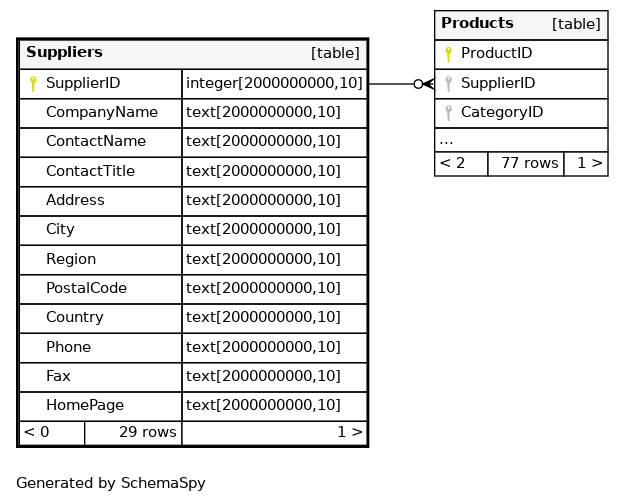 Suppliers [table]
SupplierID integer[2000000000,10]
CompanyName text[2000000000,10]
ContactName text[2000000000,10]
ContactTitle text[2000000000,10]
Address text[2000000000,10]
City text[2000000000,10]
Region text[2000000000,10]
PostalCode text[2000000000,10]
Country text[2000000000,10]
Phone text[2000000000,10]
Fax text[2000000000,10]
HomePage text[2000000000,10]
< 0 29 rows 1 >
Products [table]
ProductID
SupplierID
CategoryID
...
< 2 77 rows 1 >
Generated by SchemaSpy